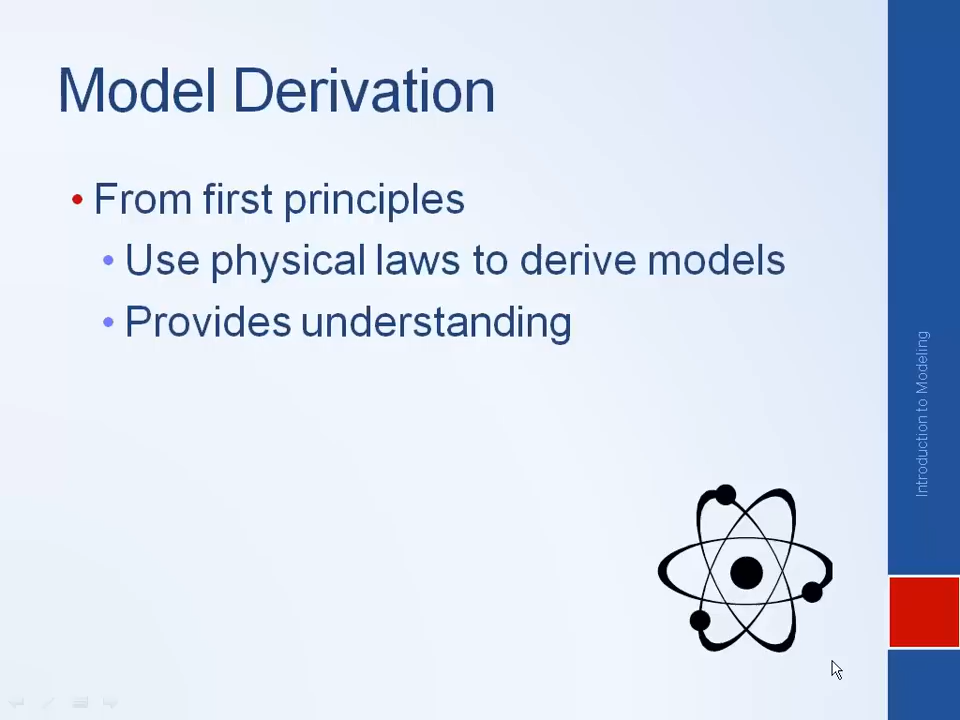 Model Derivation
• From first principles
• Use physical laws to derive models
• Provides understanding
Introduction to Modeling